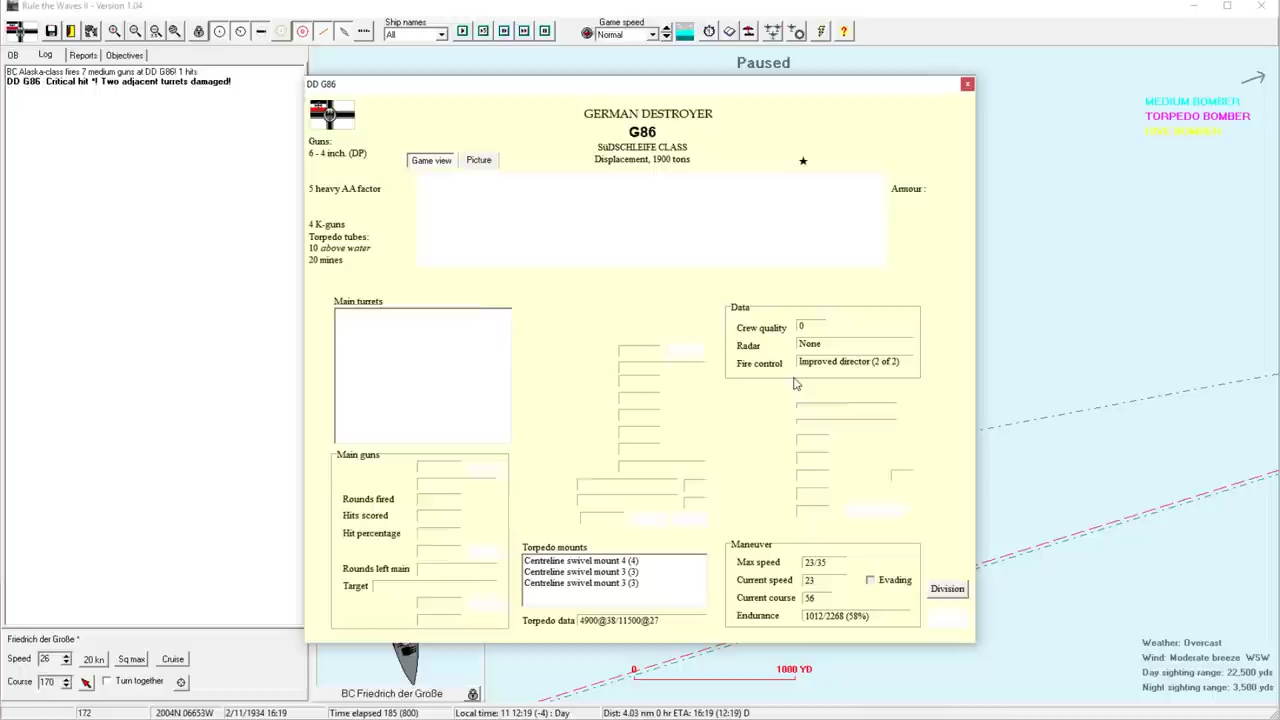 Rule the Waves II - Version 1.04
Ship names
All
Game speed
Normal
OB
Log
Reports
Objectives
Paused
BC Alaska-class fires 7 medium guns at DD G86! 1 hits
DD G86 Critical hit *! Two adjacent turrets damaged!
MEDIUM BOMBER
TORPEDO BOMBER
DIVE BOMBER
DD G86
GERMAN DESTROYER
G86
SüDSCHLEIFE CLASS
Displacement, 1900 tons
Guns:
6 - 4 inch. (DP)
Game view
Picture
5 heavy AA factor
Armour :
4 K-guns
Torpedo tubes:
10 above water
20 mines
Main turrets
Data
Crew quality 0
Radar None
Fire control Improved director (2 of 2)
Main guns
Rounds fired
Hits scored
Hit percentage
Rounds left main
Target
Torpedo mounts
Centreline swivel mount 4 (4)
Centreline swivel mount 3 (3)
Centreline swivel mount 3 (3)
Torpedo data 4900@38/11500@27
Maneuver
Max speed 23/35
Current speed 23
Evading
Current course 56
Endurance 1012/2268 (58%)
Division
Friedrich der Große *
Speed 26 20 kn Sq max Cruise
Course 170 Turn together
BC Friedrich der Große
0 1000 YD
Weather: Overcast
Wind: Moderate breeze WSW
Day sighting range: 22,500 yds
Night sighting range: 3,500 yds
172 2004N 06653W 2/11/1934 16:19 Time elapsed 185 (800) Local time: 11 12:19 (-4) : Day Dist: 4.03 nm 0 hr ETA: 16:19 (12:19) D